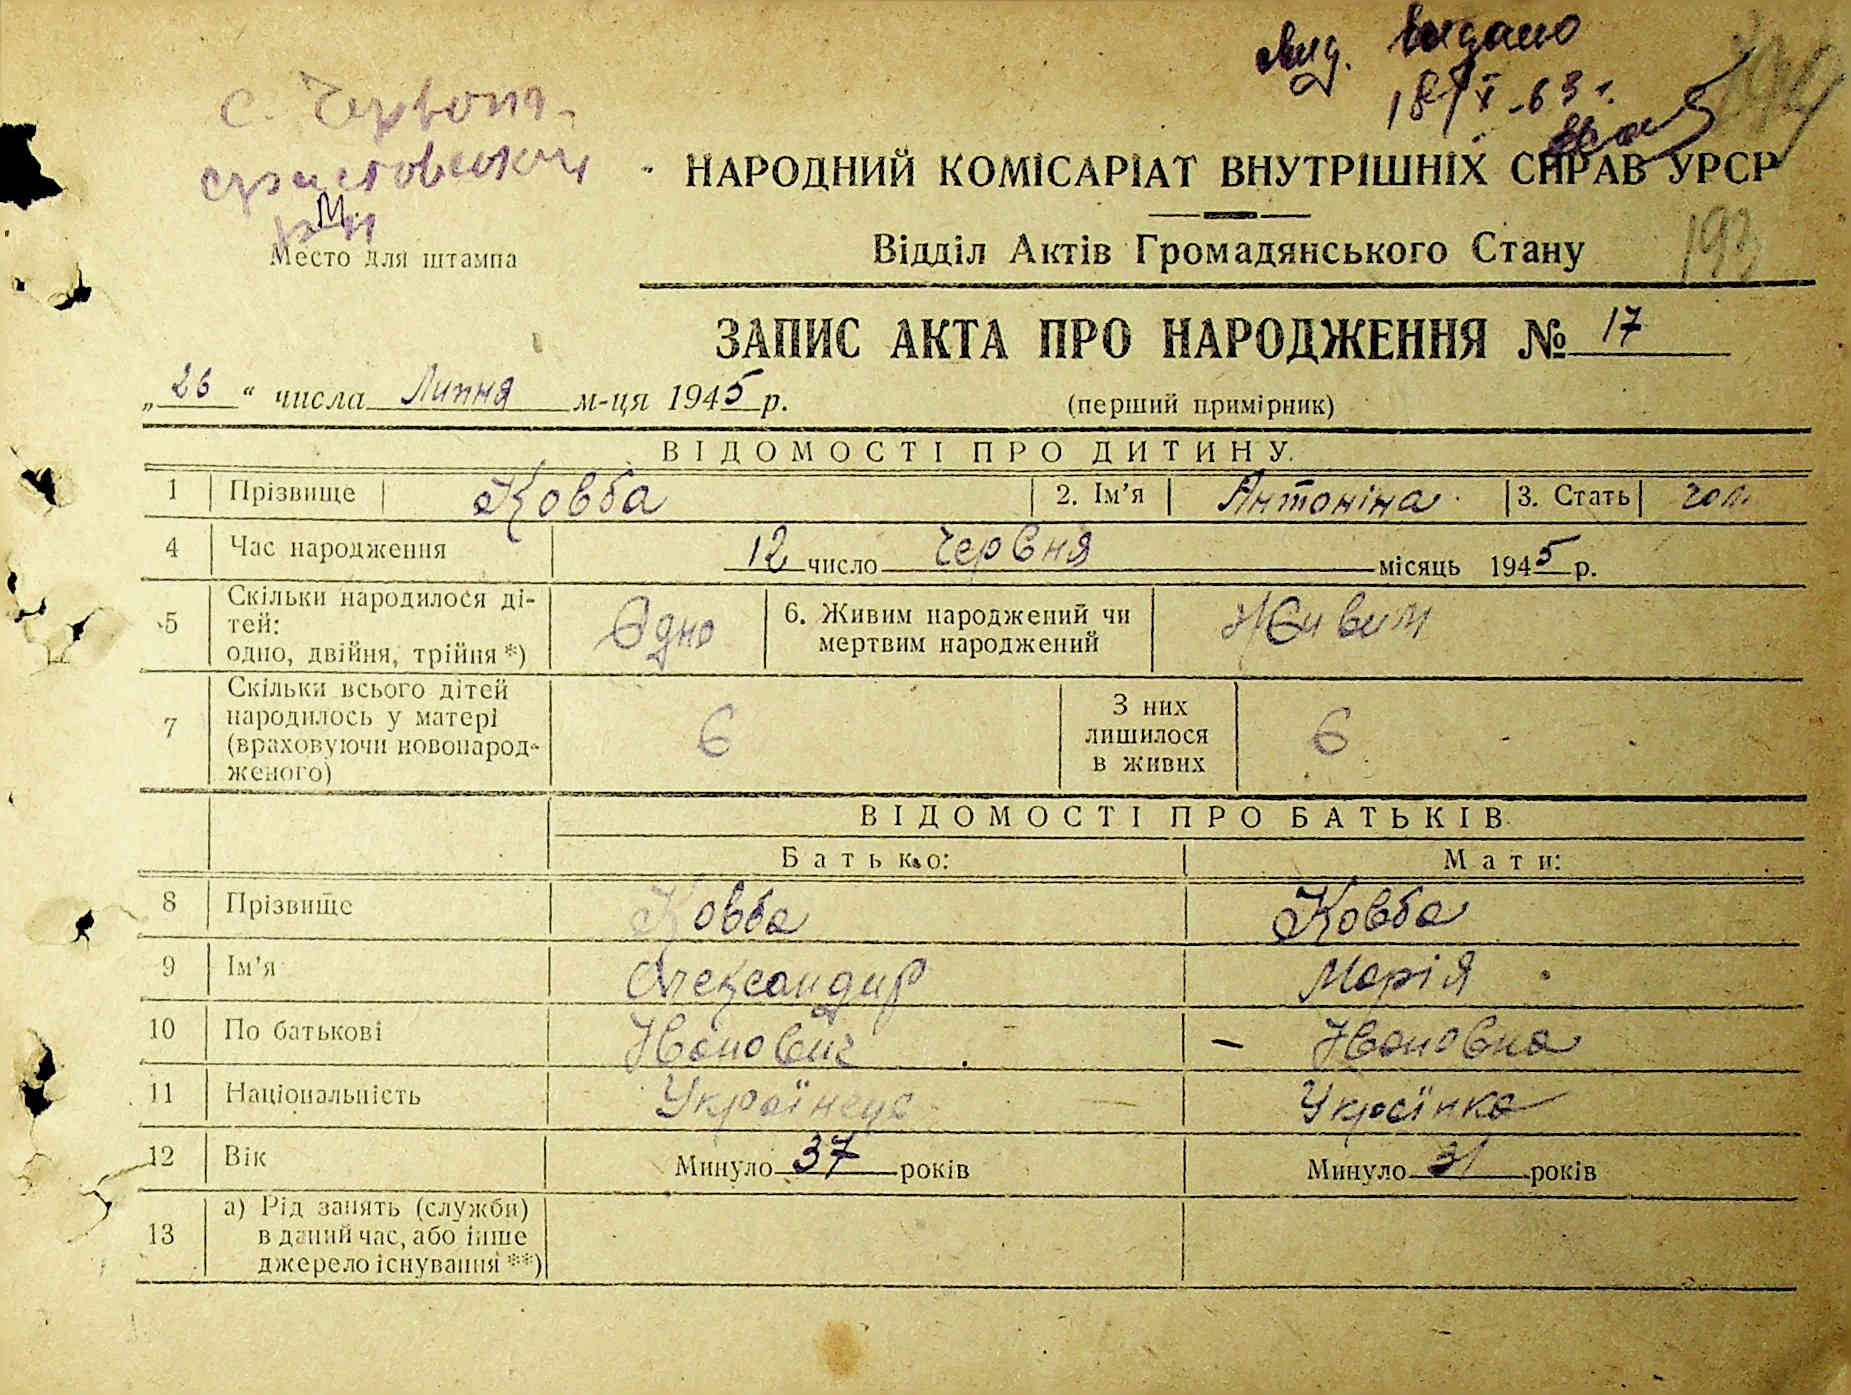 видано
18/X-63 г.
с.
НАРОДНИЙ КОМІСАРІАТ ВНУТРІШНІХ СПРАВ УРСР
Место для штампа
Відділ Актів Громадянського Стану
193
ЗАПИС АКТА ПРО НАРОДЖЕННЯ № 17
„26“ числа Липня м-ця 1945 р.
(перший примірник)
ВІДОМОСТІ ПРО ДИТИНУ.
1 Прізвище Ковба 2. Ім'я Антоніна 3. Стать
4 Час народження 12 число Червня місяць 1945 р.
5 Скільки народилося ді-
тей:
одно, двійня, трійня *) Одно 6. Живим народжений чи
мертвим народжений Живим
7 Скільки всього дітей
народилось у матері
(враховуючи новонарод-
женого) 6 З них
лишилося
в живих 6
ВІДОМОСТІ ПРО БАТЬКІВ
Батько: Мати:
8 Прізвище Ковба Ковба
9 Ім'я Олександир Марія
10 По батькові Іванович - Івановна
11 Національність Українець Українка
12 Вік Минуло 37 років Минуло 31 років
13 а) Рід занять (служби)
в даний час, або інше
джерело існування **)